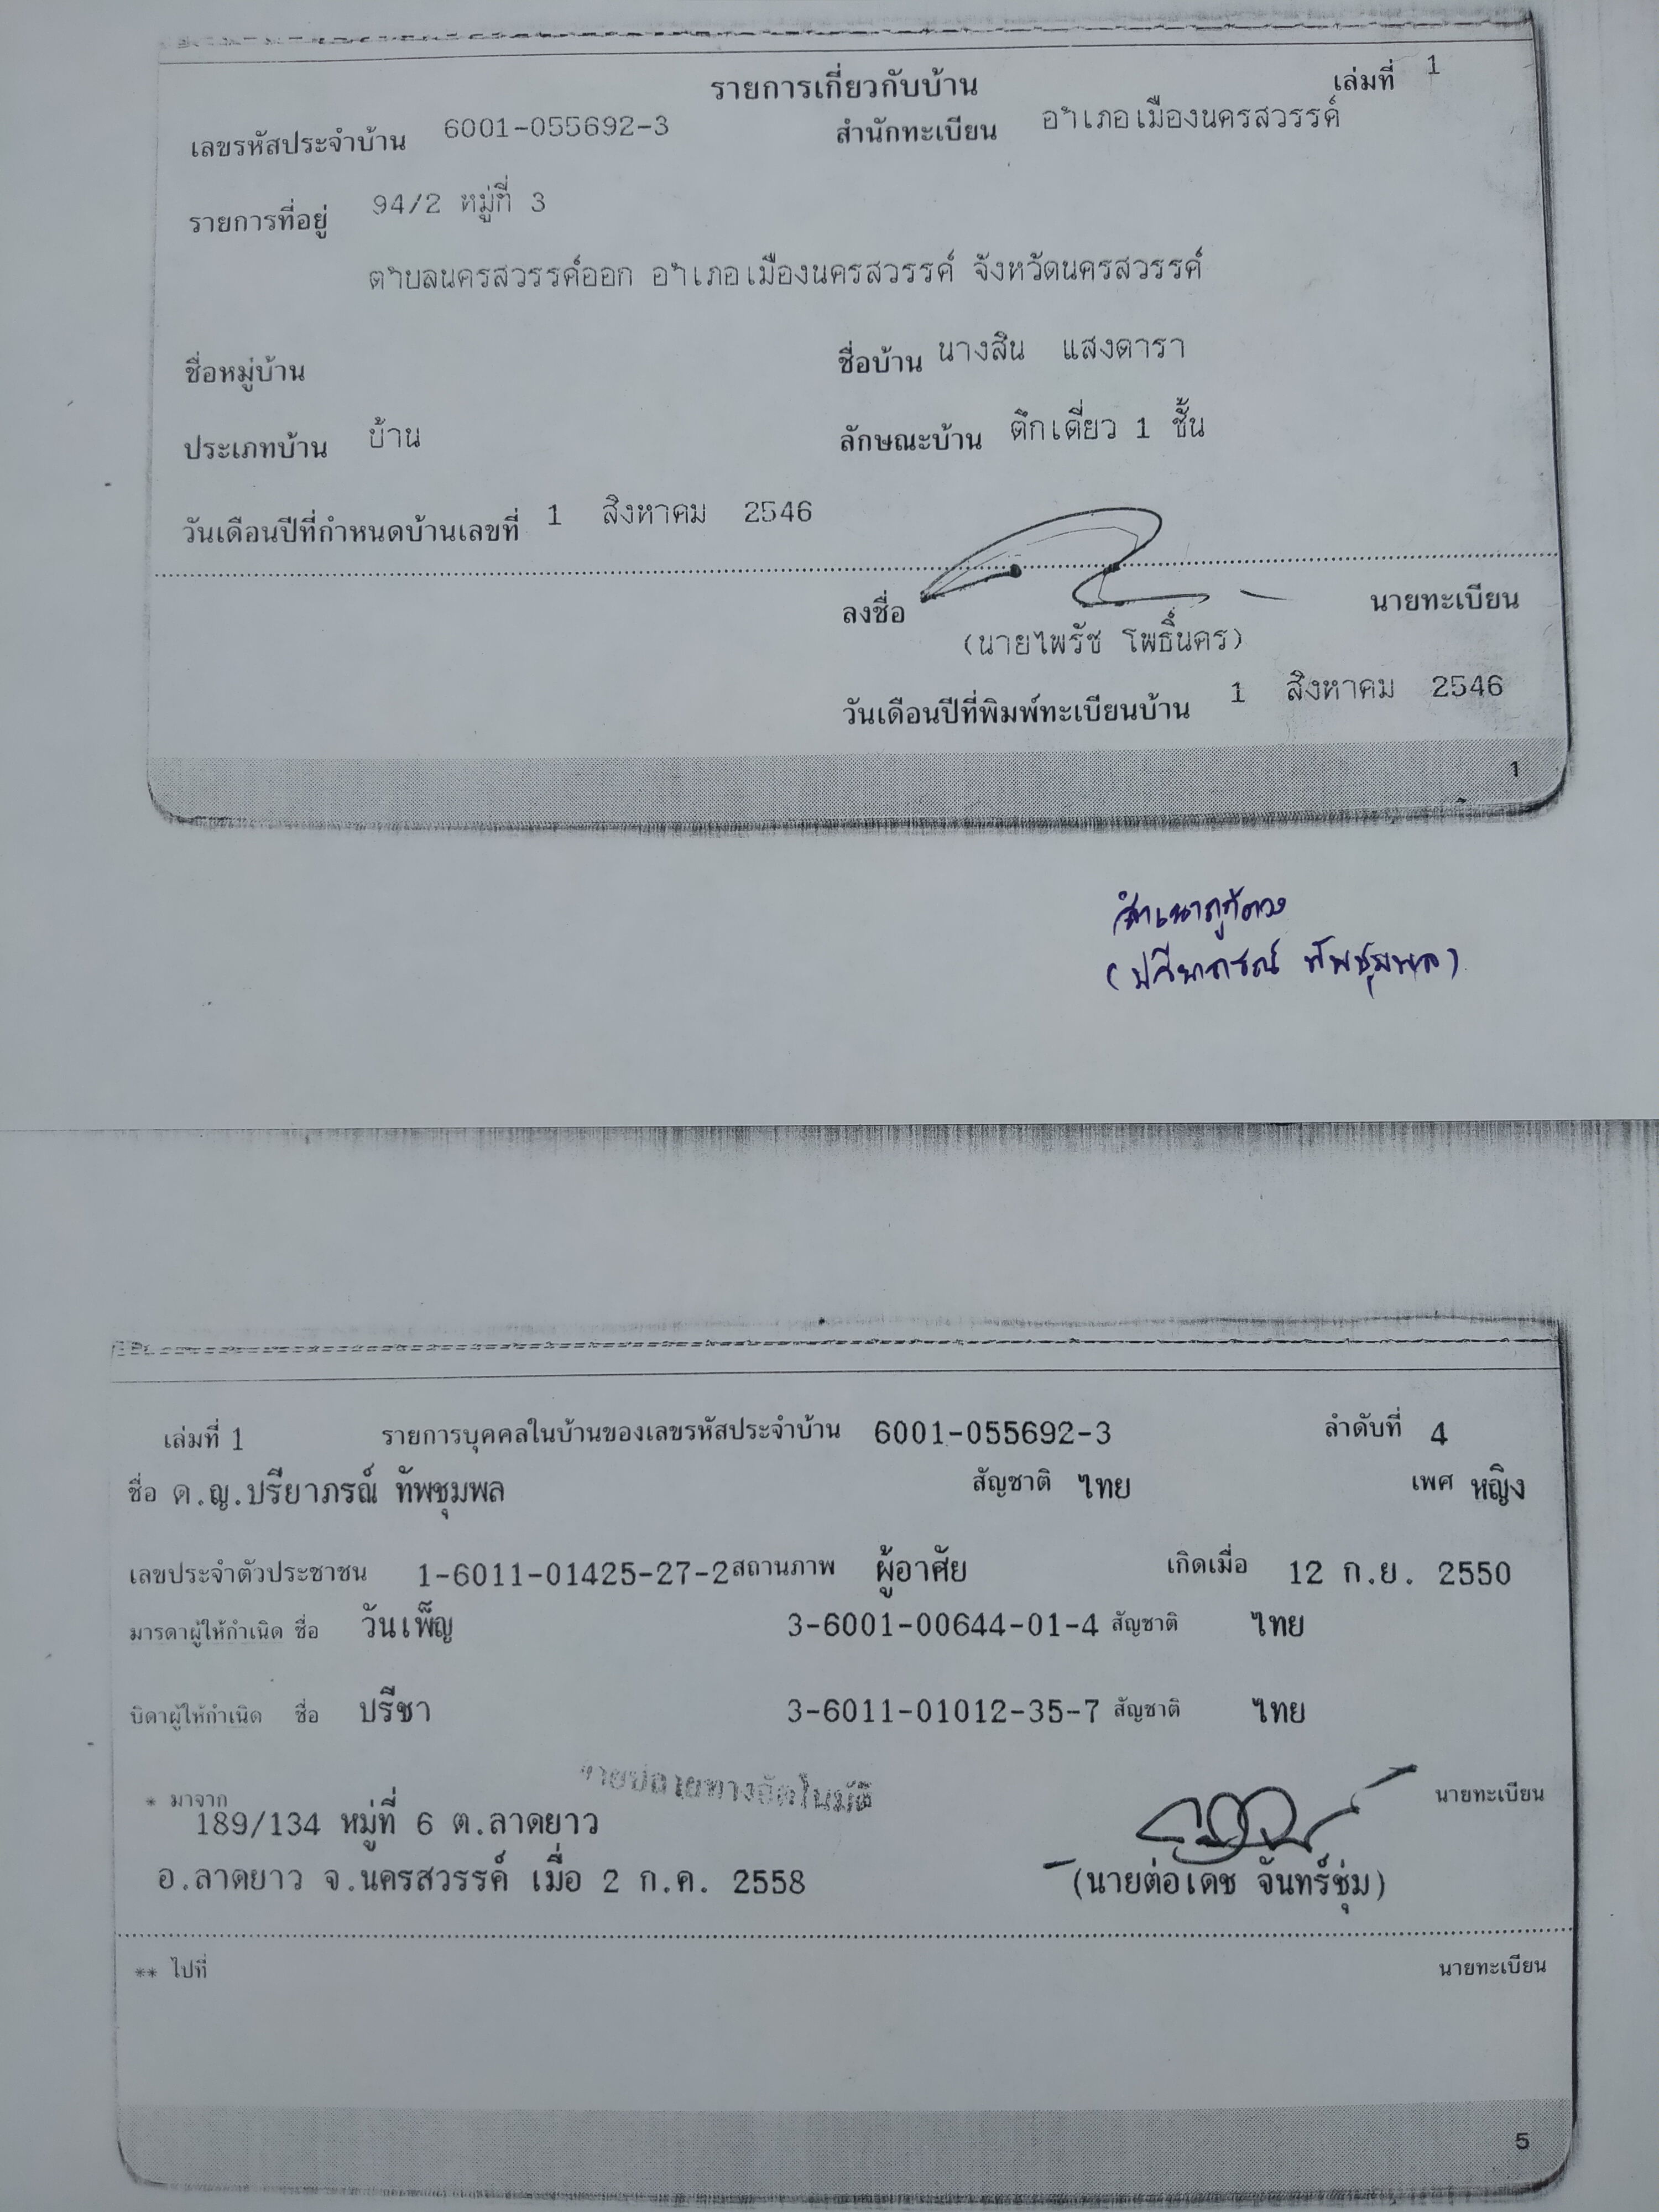 รายการเกี่ยวกับบ้าน เล่มที่ 1
เลขรหัสประจำบ้าน 6001-055692-3 สำนักทะเบียน อำเภอเมืองนครสวรรค์
รายการที่อยู่ 94/2 หมู่ที่ 3
ตำบลนครสวรรค์ออก อำเภอเมืองนครสวรรค์ จังหวัดนครสวรรค์
ชื่อหมู่บ้าน ชื่อบ้าน นางสิน แสงดารา
ประเภทบ้าน บ้าน ลักษณะบ้าน ตึกเดี่ยว 1 ชั้น
วันเดือนปีที่กำหนดบ้านเลขที่ 1 สิงหาคม 2546
ลงชื่อ นายทะเบียน
(นายไพรัช โพธิ์นคร)
วันเดือนปีที่พิมพ์ทะเบียนบ้าน 1 สิงหาคม 2546
1
สำเนาถูกต้อง
(ปรียาภรณ์ ทัพชุมพล)
เล่มที่ 1 รายการบุคคลในบ้านของเลขรหัสประจำบ้าน 6001-055692-3 ลำดับที่ 4
ชื่อ ด.ญ.ปรียาภรณ์ ทัพชุมพล สัญชาติ ไทย เพศ หญิง
เลขประจำตัวประชาชน 1-6011-01425-27-2 สถานภาพ ผู้อาศัย เกิดเมื่อ 12 ก.ย. 2550
มารดาผู้ให้กำเนิด ชื่อ วันเพ็ญ 3-6001-00644-01-4 สัญชาติ ไทย
บิดาผู้ให้กำเนิด ชื่อ ปรีชา 3-6011-01012-35-7 สัญชาติ ไทย
ย้ายปลายทางอัตโนมัติ
* มาจาก นายทะเบียน
189/134 หมู่ที่ 6 ต.ลาดยาว
อ.ลาดยาว จ.นครสวรรค์ เมื่อ 2 ก.ค. 2558 (นายต่อเดช จันทร์ชุ่ม)
** ไปที่ นายทะเบียน
5